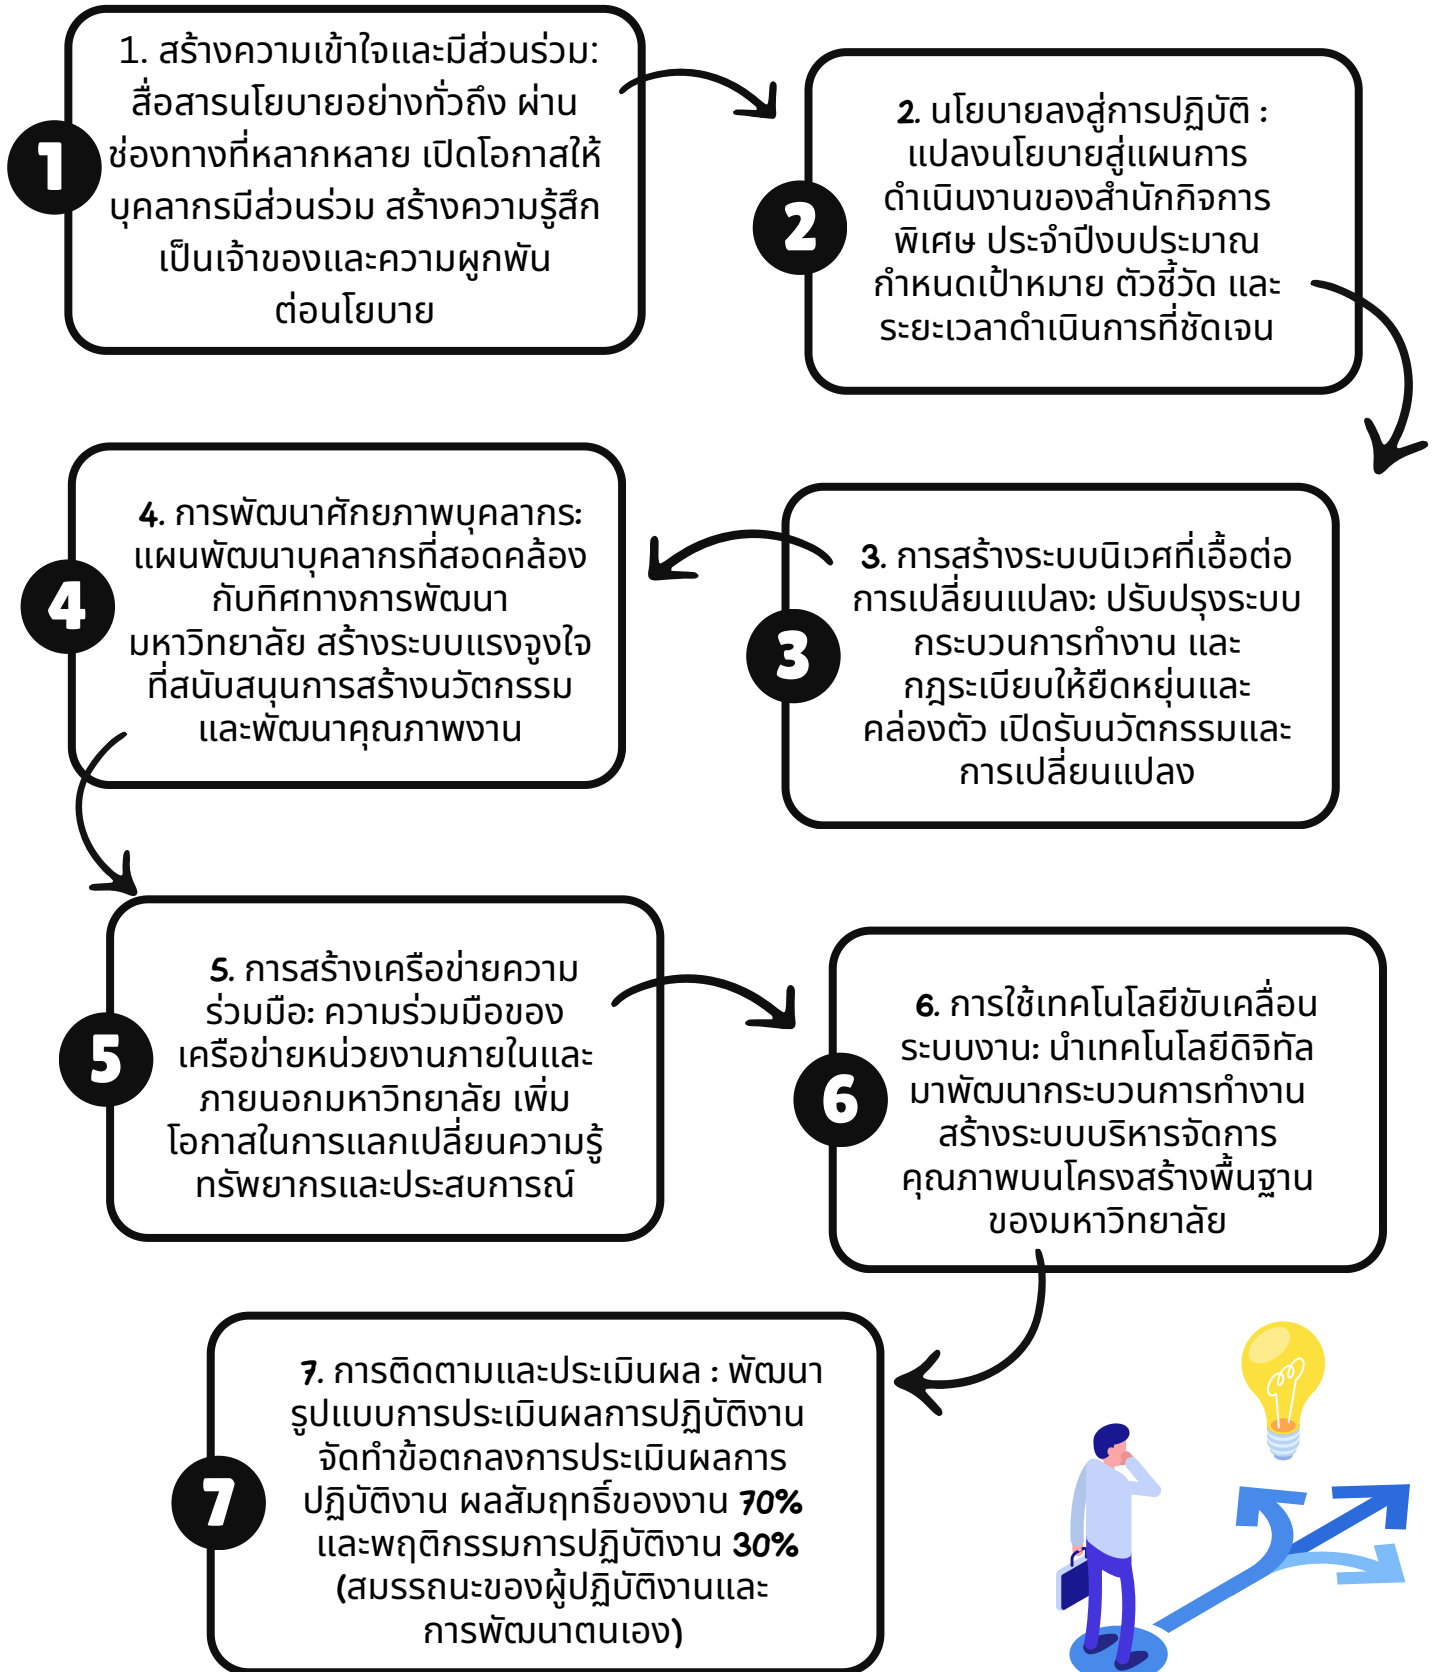 1
1. สร้างความเข้าใจและมีส่วนร่วม:
สื่อสารนโยบายอย่างทั่วถึง ผ่าน
ช่องทางที่หลากหลาย เปิดโอกาสให้
บุคลากรมีส่วนร่วม สร้างความรู้สึก
เป็นเจ้าของและความผูกพัน
ต่อนโยบาย
2
2. นโยบายลงสู่การปฏิบัติ :
แปลงนโยบายสู่แผนการ
ดำเนินงานของสำนักกิจการ
พิเศษ ประจำปีงบประมาณ
กำหนดเป้าหมาย ตัวชี้วัด และ
ระยะเวลาดำเนินการที่ชัดเจน
3
3. การสร้างระบบนิเวศที่เอื้อต่อ
การเปลี่ยนแปลง: ปรับปรุงระบบ
กระบวนการทำงาน และ
กฎระเบียบให้ยืดหยุ่นและ
คล่องตัว เปิดรับนวัตกรรมและ
การเปลี่ยนแปลง
4
4. การพัฒนาศักยภาพบุคลากร:
แผนพัฒนาบุคลากรที่สอดคล้อง
กับทิศทางการพัฒนา
มหาวิทยาลัย สร้างระบบแรงจูงใจ
ที่สนับสนุนการสร้างนวัตกรรม
และพัฒนาคุณภาพงาน
5
5. การสร้างเครือข่ายความ
ร่วมมือ: ความร่วมมือของ
เครือข่ายหน่วยงานภายในและ
ภายนอกมหาวิทยาลัย เพิ่ม
โอกาสในการแลกเปลี่ยนความรู้
ทรัพยากรและประสบการณ์
6
6. การใช้เทคโนโลยีขับเคลื่อน
ระบบงาน: นำเทคโนโลยีดิจิทัล
มาพัฒนากระบวนการทำงาน
สร้างระบบบริหารจัดการ
คุณภาพบนโครงสร้างพื้นฐาน
ของมหาวิทยาลัย
7
7. การติดตามและประเมินผล : พัฒนา
รูปแบบการประเมินผลการปฏิบัติงาน
จัดทำข้อตกลงการประเมินผลการ
ปฏิบัติงาน ผลสัมฤทธิ์ของงาน 70%
และพฤติกรรมการปฏิบัติงาน 30%
(สมรรถนะของผู้ปฏิบัติงานและ
การพัฒนาตนเอง)